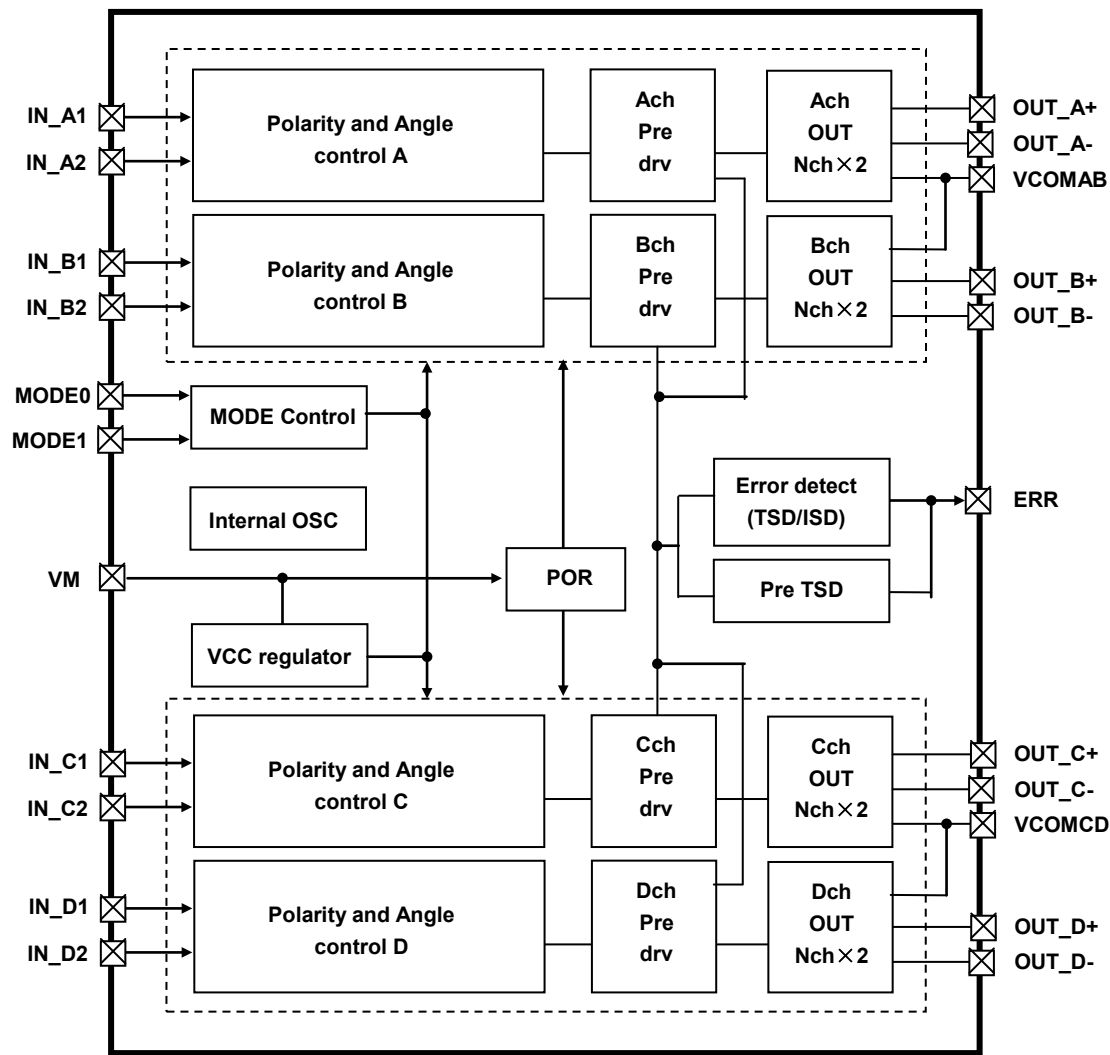 IN_A1
IN_A2
Polarity and Angle
control A
Ach
Pre
drv
Ach
OUT
Nch×2
OUT_A+
OUT_A-
VCOMAB
IN_B1
IN_B2
Polarity and Angle
control B
Bch
Pre
drv
Bch
OUT
Nch×2
OUT_B+
OUT_B-
MODE0
MODE1
MODE Control
Internal OSC
VM
VCC regulator
POR
Error detect
(TSD/ISD)
Pre TSD
ERR
IN_C1
IN_C2
Polarity and Angle
control C
Cch
Pre
drv
Cch
OUT
Nch×2
OUT_C+
OUT_C-
VCOMCD
IN_D1
IN_D2
Polarity and Angle
control D
Dch
Pre
drv
Dch
OUT
Nch×2
OUT_D+
OUT_D-